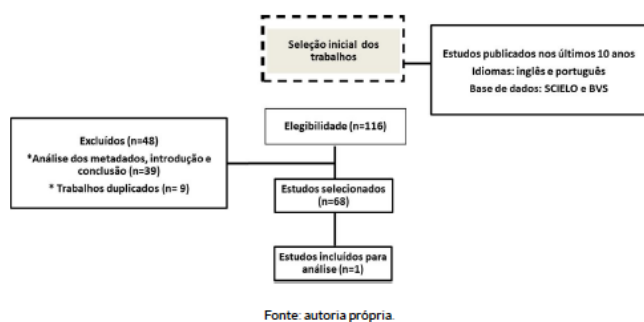 Seleção inicial dos
trabalhos
Estudos publicados nos últimos 10 anos
Idiomas: inglês e português
Base de dados: SCIELO e BVS
Elegibilidade (n=116)
Excluídos (n=48)
*Análise dos metadados, introdução e
conclusão (n=39)
* Trabalhos duplicados (n= 9)
Estudos selecionados
(n=68)
Estudos incluídos para
análise (n=1)
Fonte: autoria própria.